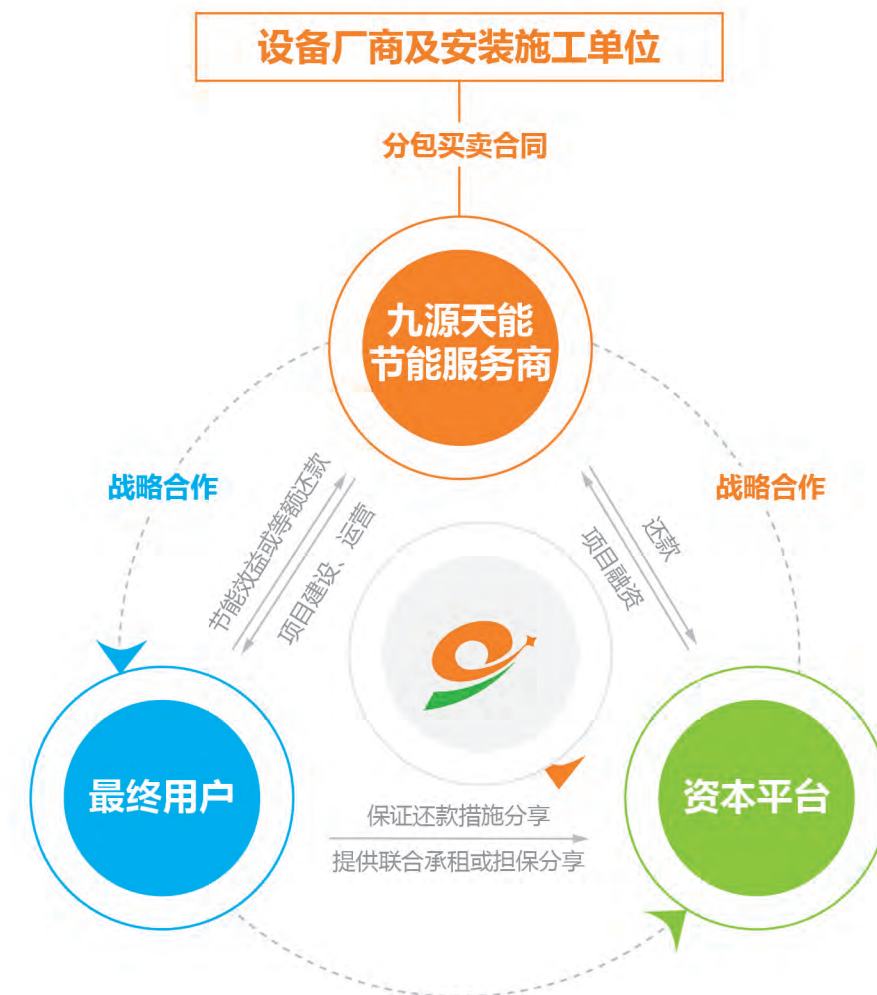 设备厂商及安装施工单位
分包买卖合同
九源天能
节能服务商
战略合作
战略合作
节能效益或等额还款
项目建设、运营
还款
项目融资
最终用户
资本平台
保证还款措施分享
提供联合承租或担保分享